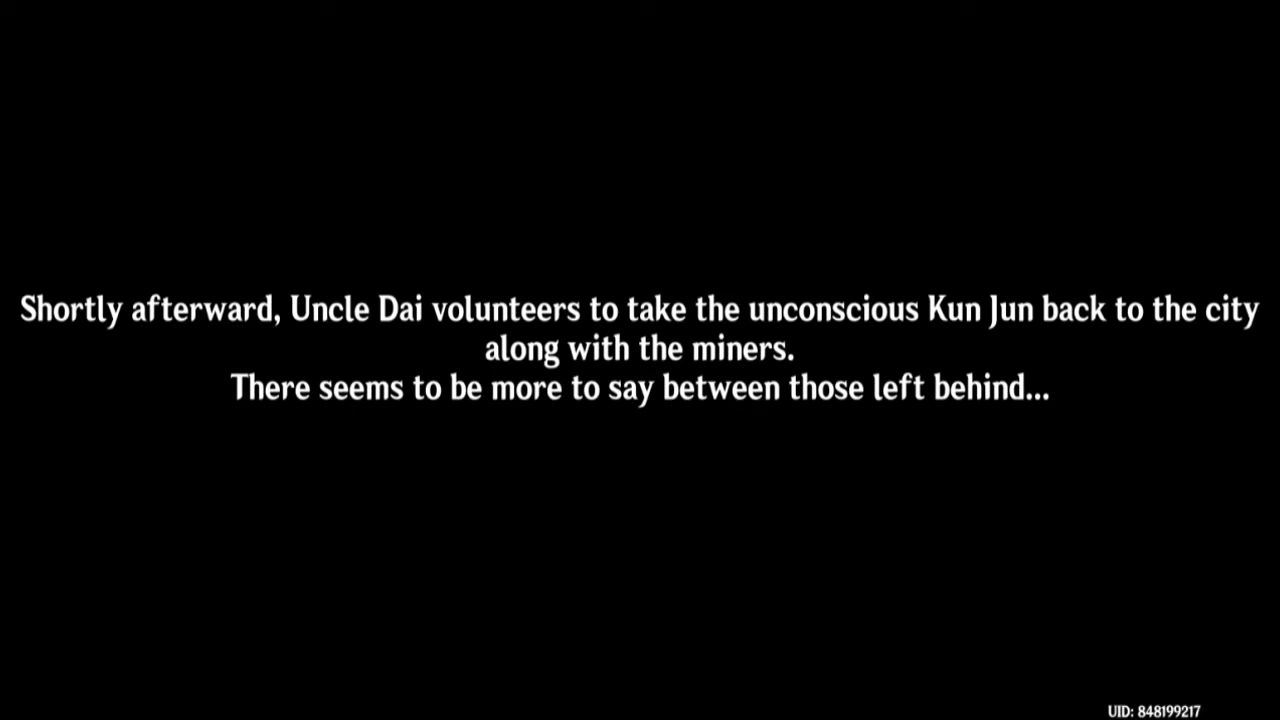 Shortly afterward, Uncle Dai volunteers to take the unconscious Kun Jun back to the city
along with the miners.
There seems to be more to say between those left behind...
UID: 848199217